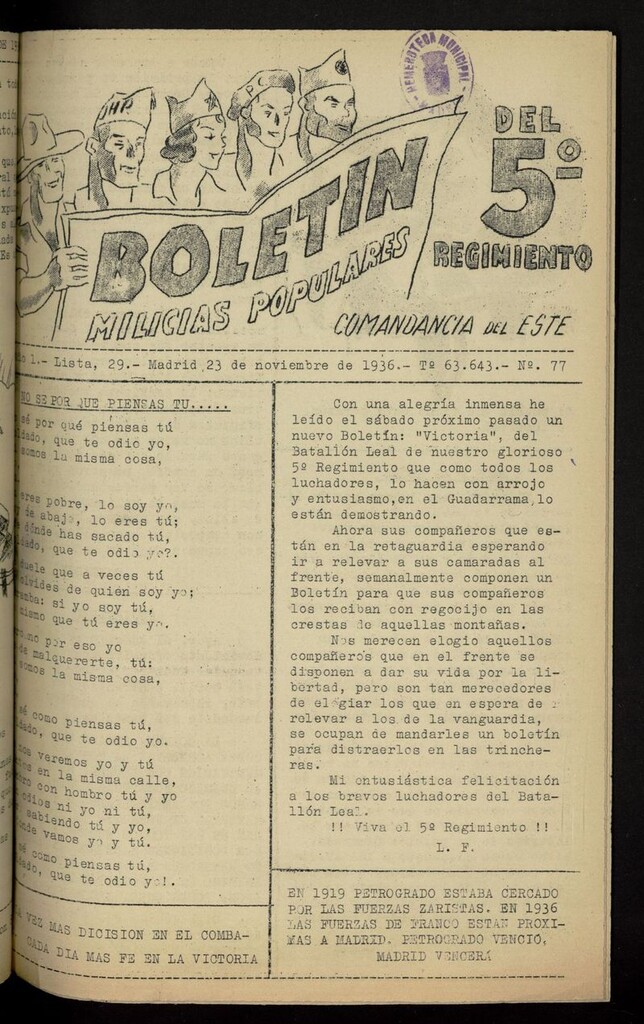 HEMEROTECA MUNICIPAL
UHP
BOLETIN
MILICIAS POPULARES
DEL
5º
REGIMIENTO
COMANDANCIA DEL ESTE
1.- Lista, 29.- Madrid 23 de noviembre de 1936.- Tº 63.643.- Nº. 77
NO SE POR QUE PIENSAS TU.....
sé por qué piensas tú
que te odio yo,
somos la misma cosa,
eres pobre, lo soy yo,
de abajo, lo eres tú;
dónde has sacado tú,
que te odio yo?.
que a veces tú
de quién soy yo;
si yo soy tú,
que tú eres yo.
por eso yo
malquererte, tú:
somos la misma cosa,
como piensas tú,
que te odio yo.
veremos yo y tú
en la misma calle,
con hombro tú y yo
ni yo ni tú,
sabiendo tú y yo,
vamos yo y tú.
como piensas tú,
que te odio yo!.
VEZ MAS DICISION EN EL COMBA-
CADA DIA MAS FE EN LA VICTORIA
Con una alegría inmensa he
leído el sábado próximo pasado un
nuevo Boletín: "Victoria", del
Batallón Leal de nuestro glorioso
5º Regimiento que como todos los
luchadores, lo hacen con arrojo
y entusiasmo,en el Guadarrama,lo
están demostrando.
Ahora sus compañeros que es-
tán en la retaguardia esperando
ir a relevar a sus camaradas al
frente, semanalmente componen un
Boletín para que sus compañeros
los reciban con regocijo en las
crestas de aquellas montañas.
Nos merecen elogio aquellos
compañeros que en el frente se
disponen a dar su vida por la li-
bertad, pero son tan merecedores
de elogiar los que en espera de
relevar a los de la vanguardia,
se ocupan de mandarles un boletín
para distraerlos en las trinche-
ras.
Mi entusiástica felicitación
a los bravos luchadores del Bata-
llón Leal.
!! Viva el 5º Regimiento !!
L. F.
EN 1919 PETROGRADO ESTABA CERCADO
POR LAS FUERZAS ZARISTAS. EN 1936
LAS FUERZAS DE FRANCO ESTAN PROXI-
MAS A MADRID. PETROGRADO VENCIO,
MADRID VENCERÁ